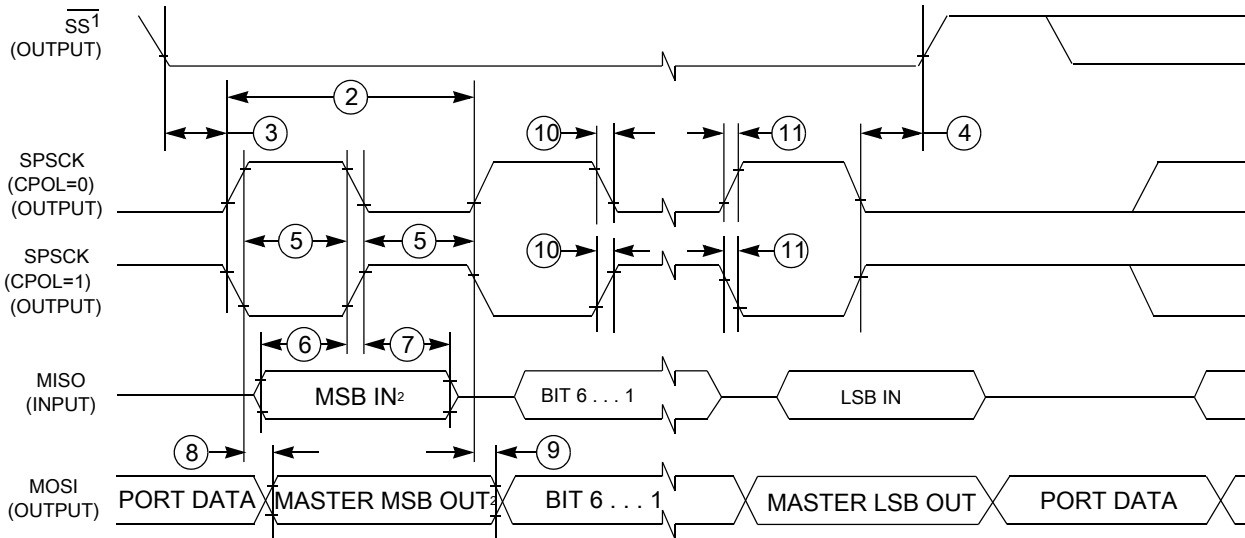 SS1
(OUTPUT)
2
3
10
11
4
SPSCK
(CPOL=0)
(OUTPUT)
5
5
SPSCK
(CPOL=1)
(OUTPUT)
10
11
6
7
MISO
(INPUT)
MSB IN2
BIT 6 . . . 1
LSB IN
8
9
MOSI
(OUTPUT)
PORT DATA
MASTER MSB OUT2
BIT 6 . . . 1
MASTER LSB OUT
PORT DATA